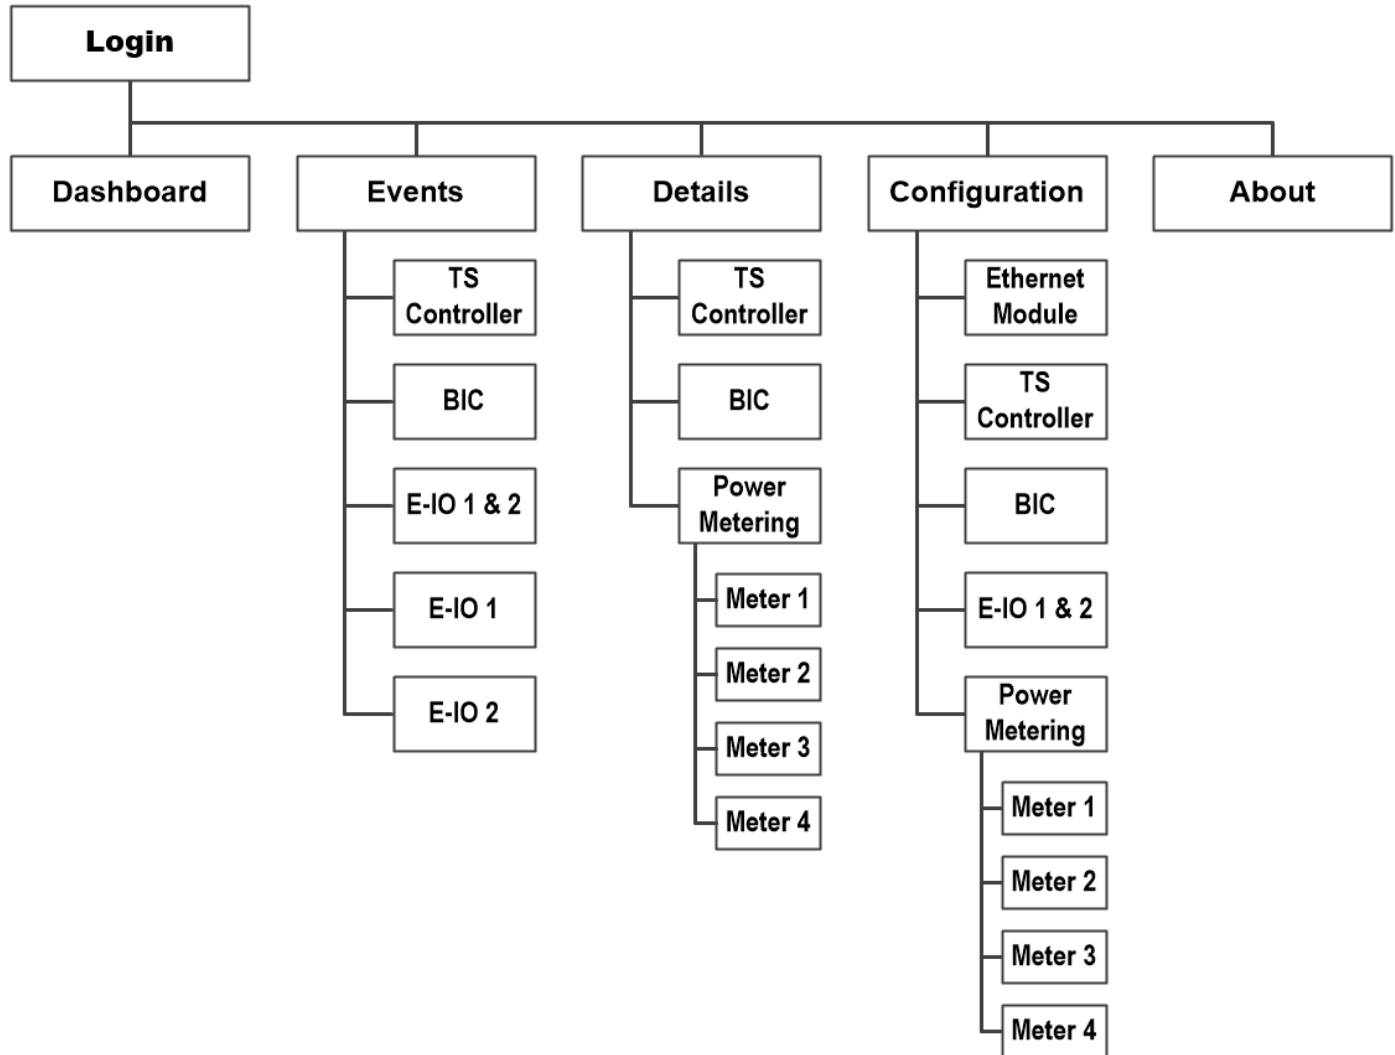 Login
Dashboard
Events
Details
Configuration
About
TS
Controller
BIC
E-IO 1 & 2
E-IO 1
E-IO 2
TS
Controller
BIC
Power
Metering
Meter 1
Meter 2
Meter 3
Meter 4
Ethernet
Module
TS
Controller
BIC
E-IO 1 & 2
Power
Metering
Meter 1
Meter 2
Meter 3
Meter 4